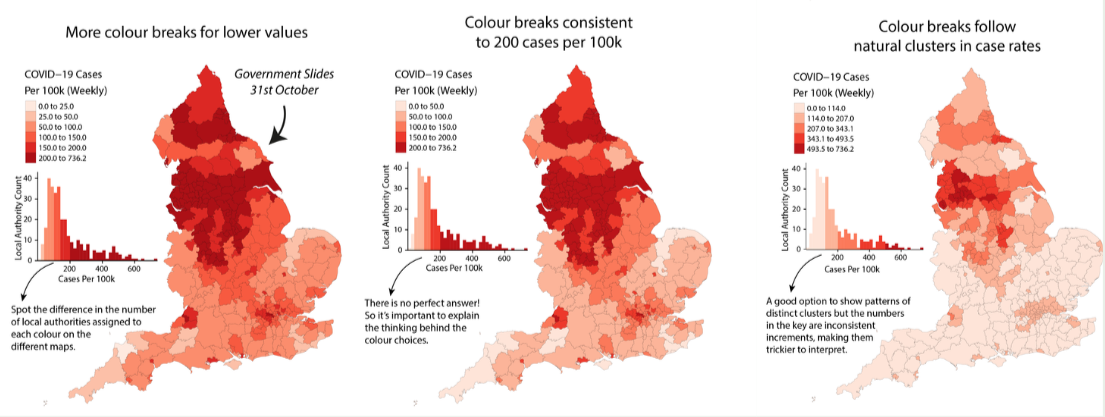 More colour breaks for lower values
Government Slides
31st October
COVID–19 Cases
Per 100k (Weekly)
0.0 to 25.0
25.0 to 50.0
50.0 to 100.0
100.0 to 150.0
150.0 to 200.0
200.0 to 736.2
Local Authority Count
40
30
20
10
0
200
400
600
Cases Per 100k
Spot the difference in the number
of local authorities assigned to
each colour on the
different maps.
Colour breaks consistent
to 200 cases per 100k
COVID–19 Cases
Per 100k (Weekly)
0.0 to 50.0
50.0 to 100.0
100.0 to 150.0
150.0 to 200.0
200.0 to 736.2
Local Authority Count
40
30
20
10
0
200
400
600
Cases Per 100k
There is no perfect answer!
So it's important to explain
the thinking behind the
colour choices.
Colour breaks follow
natural clusters in case rates
COVID–19 Cases
Per 100k (Weekly)
0.0 to 114.0
114.0 to 207.0
207.0 to 343.1
343.1 to 493.5
493.5 to 736.2
Local Authority Count
40
30
20
10
0
200
400
600
Cases Per 100k
A good option to show patterns of
distinct clusters but the numbers
in the key are inconsistent
increments, making them
trickier to interpret.